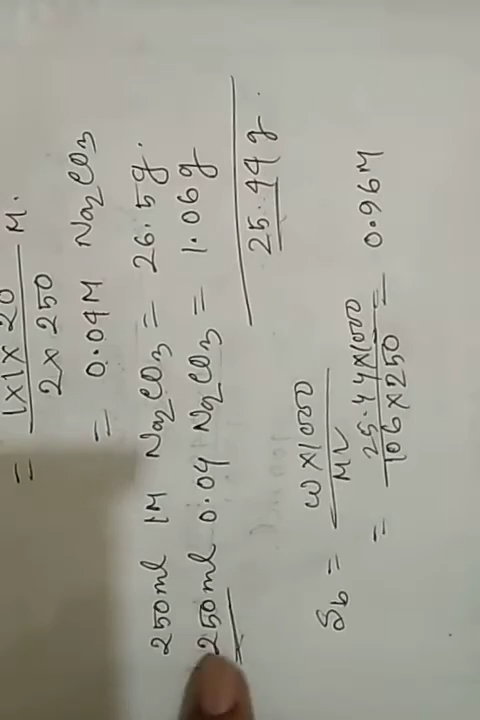 = 1×1×20 / 2×250 M.
= 0.04M Na2CO3
250ml 1M Na2CO3 = 26.5g.
250ml 0.04 Na2CO3 = 1.06g
25.44g.
Sb = W×1000 / MV
= 25.44×1000 / 106×250 = 0.96M